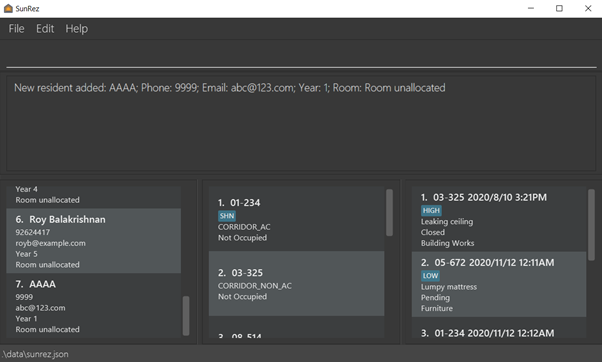 SunRez
File Edit Help
New resident added: AAAA; Phone: 9999; Email: abc@123.com; Year: 1; Room: Room unallocated
Year 4
Room unallocated
6. Roy Balakrishnan
92624417
royb@example.com
Year 5
Room unallocated
7. AAAA
9999
abc@123.com
Year 1
Room unallocated
1. 01-234
SHN
CORRIDOR_AC
Not Occupied
2. 03-325
CORRIDOR_NON_AC
Not Occupied
3. 08-514
1. 03-325 2020/8/10 3:21PM
HIGH
Leaking ceiling
Closed
Building Works
2. 05-672 2020/11/12 12:11AM
LOW
Lumpy mattress
Pending
Furniture
3. 01-234 2020/11/12 12:12AM
.\data\sunrez.json